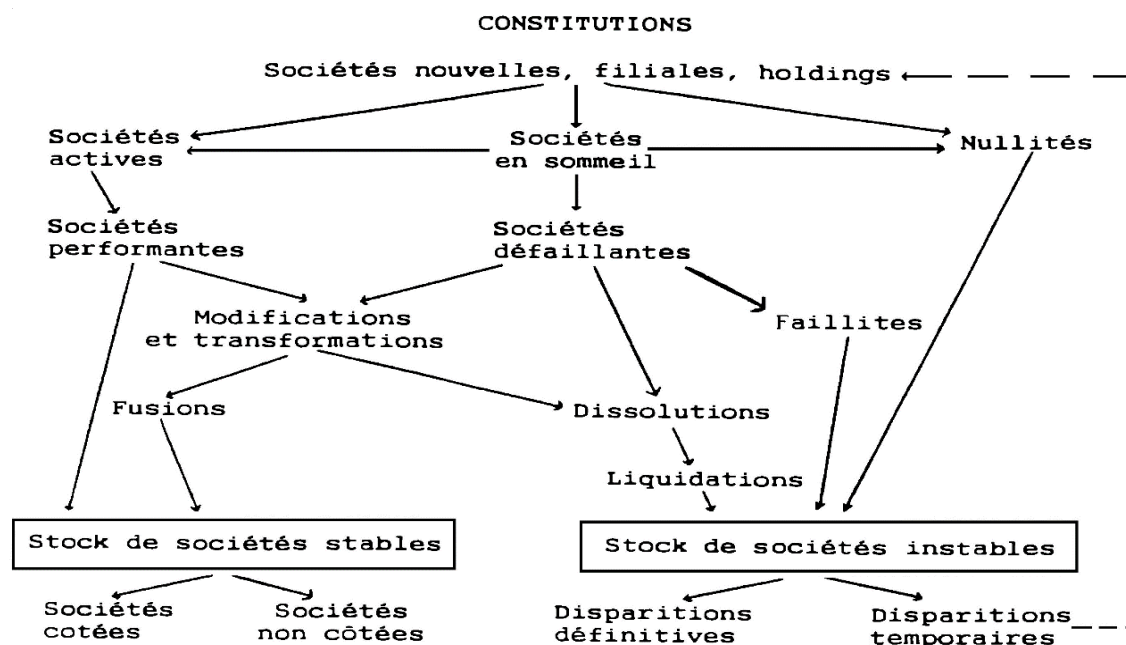 CONSTITUTIONS
Sociétés nouvelles, filiales, holdings
Sociétés
actives
Sociétés
en sommeil
Nullités
Sociétés
performantes
Sociétés
défaillantes
Modifications
et transformations
Faillites
Fusions
Dissolutions
Liquidations
Stock de sociétés stables
Stock de sociétés instables
Sociétés
cotées
Sociétés
non côtées
Disparitions
définitives
Disparitions
temporaires